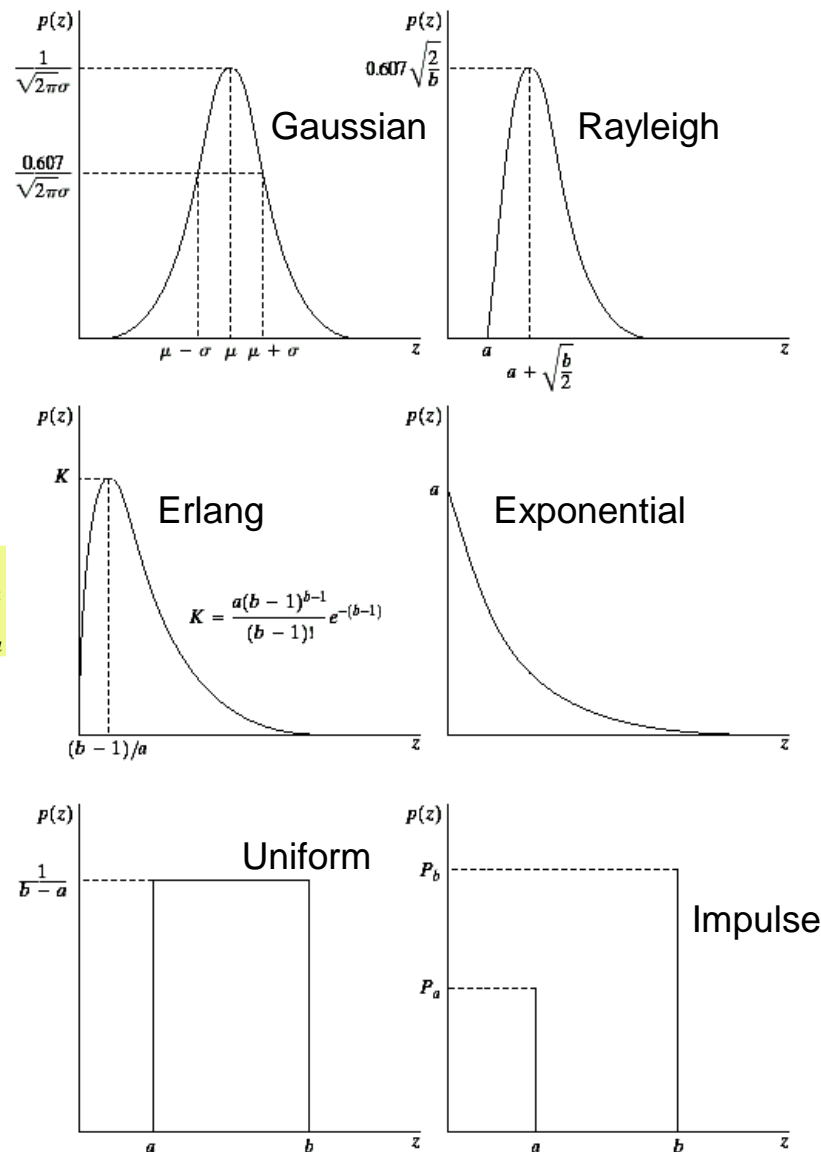 p(z)
1
√2πσ
0.607
√2πσ
Gaussian
μ − σ μ μ + σ
z
p(z)
0.607√2/b
Rayleigh
a
a + √b/2
z
p(z)
K
Erlang
K = a(b − 1)^{b−1} / (b − 1)! e^{−(b−1)}
(b − 1)/a
z
p(z)
a
Exponential
z
p(z)
1
b − a
Uniform
a
b
z
p(z)
P_b
P_a
Impulse
a
b
z